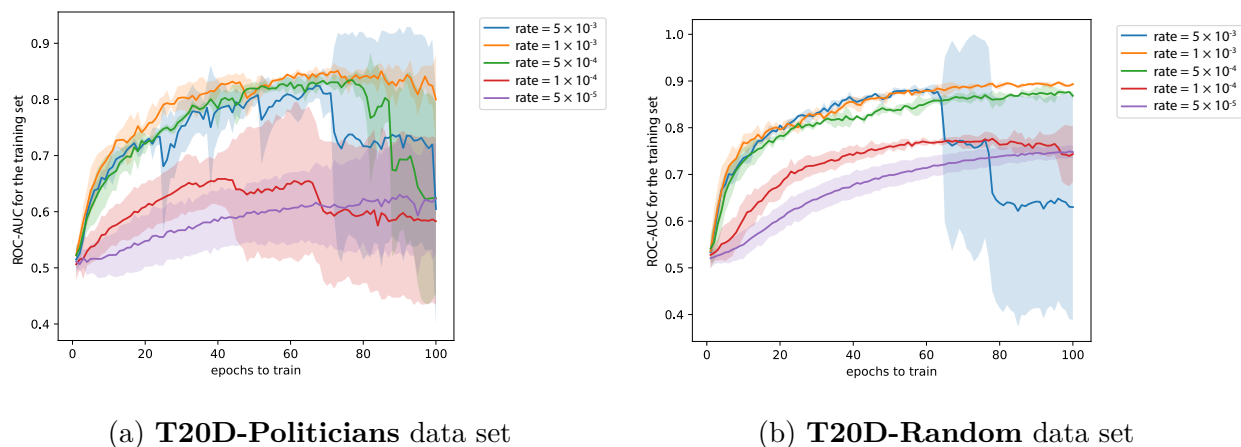 rate = 5 × 10⁻³
rate = 1 × 10⁻³
rate = 5 × 10⁻⁴
rate = 1 × 10⁻⁴
rate = 5 × 10⁻⁵
ROC-AUC for the training set
0.9
0.8
0.7
0.6
0.5
0.4
0 20 40 60 80 100
epochs to train
(a) T20D-Politicians data set
rate = 5 × 10⁻³
rate = 1 × 10⁻³
rate = 5 × 10⁻⁴
rate = 1 × 10⁻⁴
rate = 5 × 10⁻⁵
ROC-AUC for the training set
1.0
0.9
0.8
0.7
0.6
0.5
0.4
0 20 40 60 80 100
epochs to train
(b) T20D-Random data set